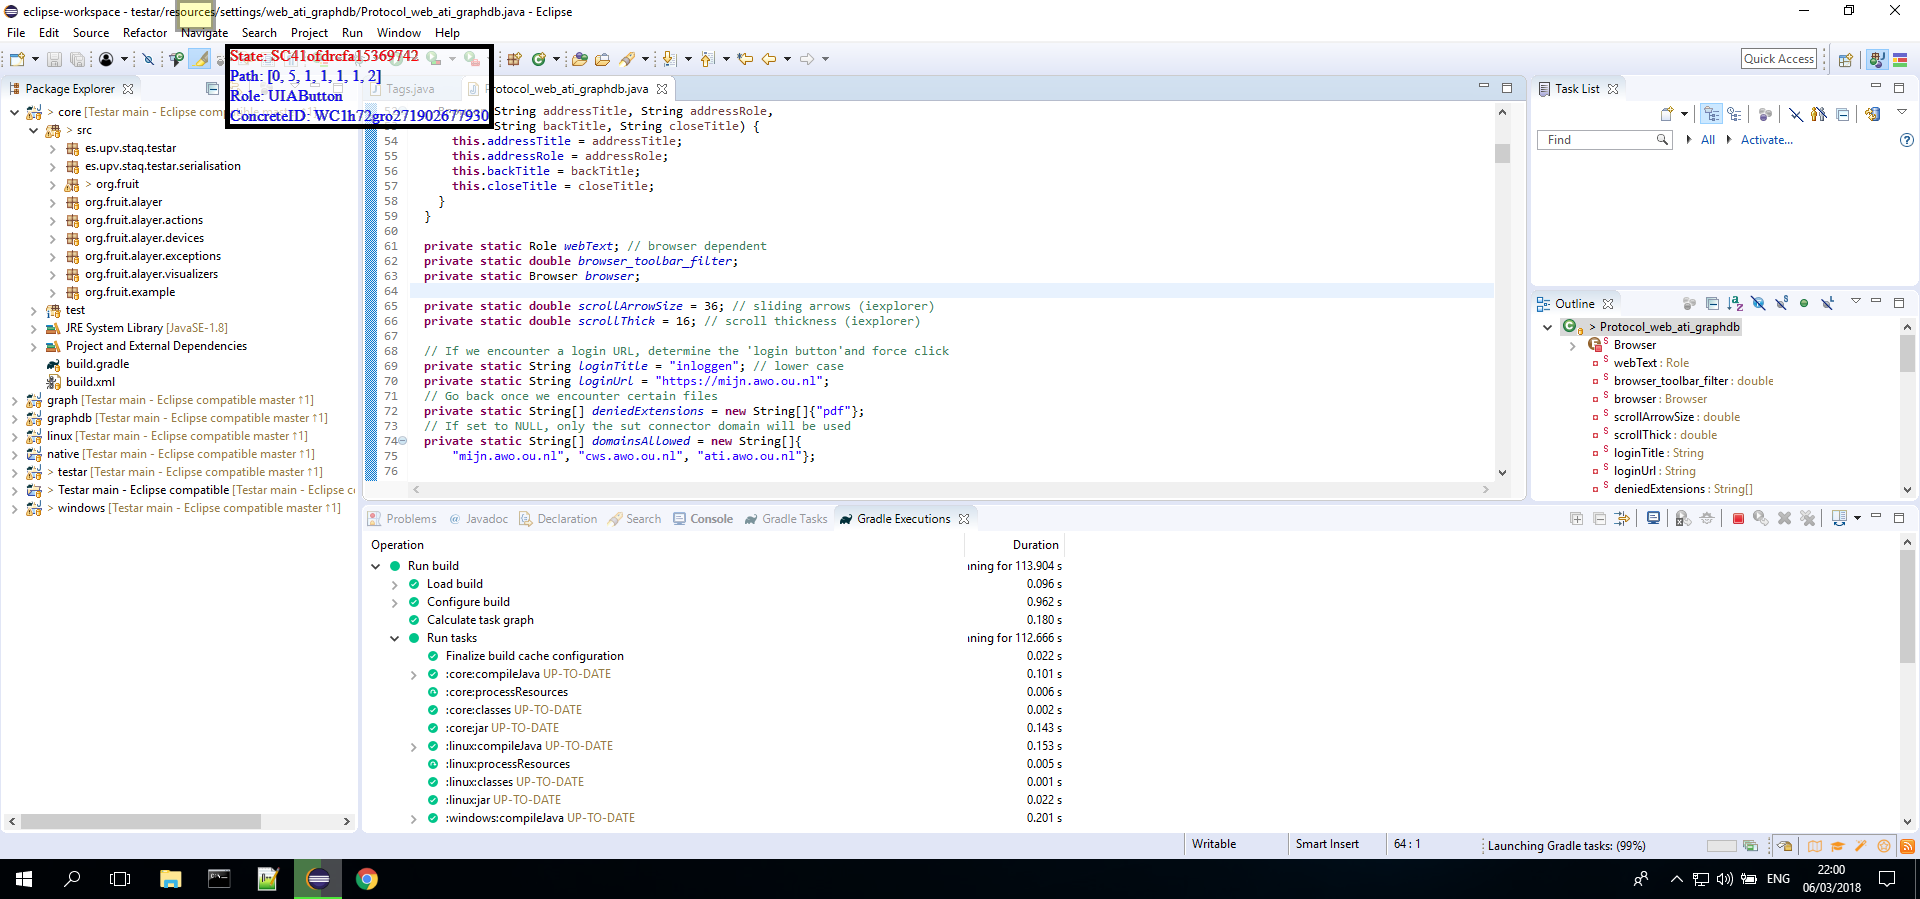 eclipse-workspace - testar/resources/settings/web_ati_graphdb/Protocol_web_ati_graphdb.java - Eclipse
File Edit Source Refactor Navigate Search Project Run Window Help
State: SC41ofdrcfa15369742
Path: [0, 5, 1, 1, 1, 1, 2]
Role: UIAButton
ConcreteID: WC1h72gro271902677930
Quick Access
Package Explorer
> core [Testar main - Eclipse comp
> src
es.upv.staq.testar
es.upv.staq.testar.serialisation
> org.fruit
org.fruit.alayer
org.fruit.alayer.actions
org.fruit.alayer.devices
org.fruit.alayer.exceptions
org.fruit.alayer.visualizers
org.fruit.example
test
JRE System Library [JavaSE-1.8]
Project and External Dependencies
build.gradle
build.xml
graph [Testar main - Eclipse compatible master ↑1]
graphdb [Testar main - Eclipse compatible master ↑1]
linux [Testar main - Eclipse compatible master ↑1]
native [Testar main - Eclipse compatible master ↑1]
> testar [Testar main - Eclipse compatible master ↑1]
> Testar main - Eclipse compatible [Testar main - Eclipse c
> windows [Testar main - Eclipse compatible master ↑1]
Tags.java
Protocol_web_ati_graphdb.java
String addressTitle, String addressRole,
String backTitle, String closeTitle) {
54 this.addressTitle = addressTitle;
55 this.addressRole = addressRole;
56 this.backTitle = backTitle;
57 this.closeTitle = closeTitle;
58 }
59 }
60
61 private static Role webText; // browser dependent
62 private static double browser_toolbar_filter;
63 private static Browser browser;
64
65 private static double scrollArrowSize = 36; // sliding arrows (iexplorer)
66 private static double scrollThick = 16; // scroll thickness (iexplorer)
67
68 // If we encounter a login URL, determine the 'login button'and force click
69 private static String loginTitle = "inloggen"; // lower case
70 private static String loginUrl = "https://mijn.awo.ou.nl";
71 // Go back once we encounter certain files
72 private static String[] deniedExtensions = new String[]{"pdf"};
73 // If set to NULL, only the sut connector domain will be used
74 private static String[] domainsAllowed = new String[]{
75 "mijn.awo.ou.nl", "cws.awo.ou.nl", "ati.awo.ou.nl"};
76
Task List
Find All Activate...
Outline
> Protocol_web_ati_graphdb
Browser
webText : Role
browser_toolbar_filter : double
browser : Browser
scrollArrowSize : double
scrollThick : double
loginTitle : String
loginUrl : String
deniedExtensions : String[]
Problems @ Javadoc Declaration Search Console Gradle Tasks Gradle Executions
Operation Duration
Run build ning for 113.904 s
Load build 0.096 s
Configure build 0.962 s
Calculate task graph 0.180 s
Run tasks ning for 112.666 s
Finalize build cache configuration 0.022 s
:core:compileJava UP-TO-DATE 0.101 s
:core:processResources 0.006 s
:core:classes UP-TO-DATE 0.002 s
:core:jar UP-TO-DATE 0.143 s
:linux:compileJava UP-TO-DATE 0.153 s
:linux:processResources 0.005 s
:linux:classes UP-TO-DATE 0.001 s
:linux:jar UP-TO-DATE 0.022 s
:windows:compileJava UP-TO-DATE 0.201 s
Writable Smart Insert 64 : 1 Launching Gradle tasks: (99%)
ENG
22:00
06/03/2018